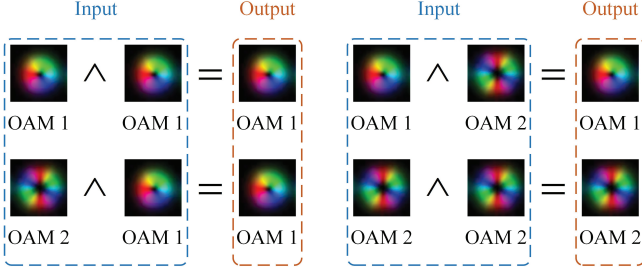 Input Output Input Output
∧ = ∧ =
OAM 1 OAM 1 OAM 1 OAM 1 OAM 2 OAM 1
∧ = ∧ =
OAM 2 OAM 1 OAM 1 OAM 2 OAM 2 OAM 2